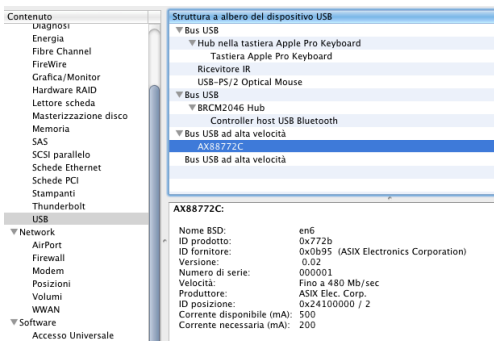 Contenuto
Diagnosi
Energia
Fibre Channel
FireWire
Grafica/Monitor
Hardware RAID
Lettore scheda
Masterizzazione disco
Memoria
SAS
SCSI parallelo
Schede Ethernet
Schede PCI
Stampanti
Thunderbolt
USB
Network
AirPort
Firewall
Modem
Posizioni
Volumi
WWAN
Software
Accesso Universale
Struttura a albero del dispositivo USB
Bus USB
Hub nella tastiera Apple Pro Keyboard
Tastiera Apple Pro Keyboard
Ricevitore IR
USB-PS/2 Optical Mouse
Bus USB
BRCM2046 Hub
Controller host USB Bluetooth
Bus USB ad alta velocità
AX88772C
Bus USB ad alta velocità
AX88772C:
Nome BSD: en6
ID prodotto: 0x772b
ID fornitore: 0x0b95 (ASIX Electronics Corporation)
Versione: 0.02
Numero di serie: 000001
Velocità: Fino a 480 Mb/sec
Produttore: ASIX Elec. Corp.
ID posizione: 0x24100000 / 2
Corrente disponibile (mA): 500
Corrente necessaria (mA): 200